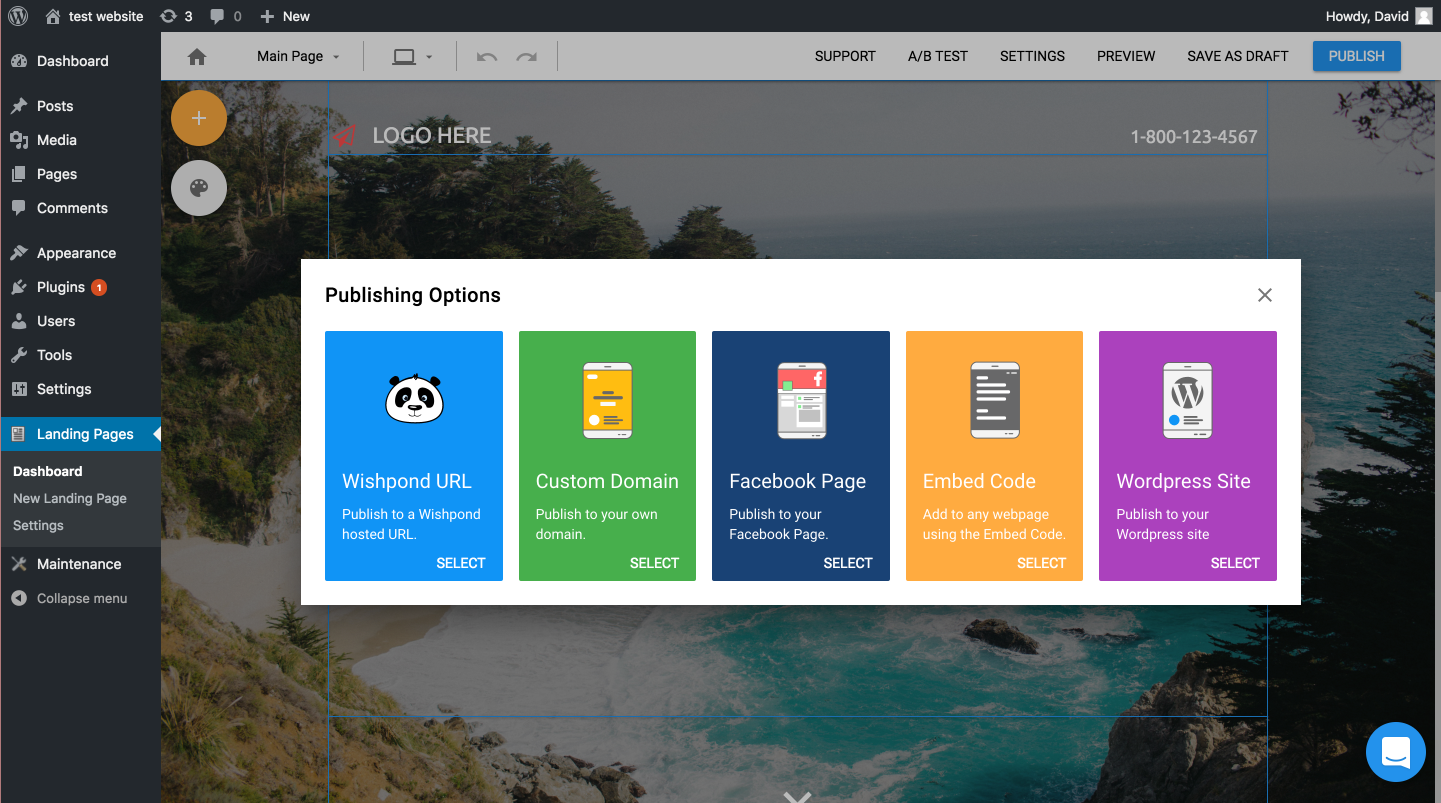 test website 3 0 New Howdy, David
Dashboard
Posts
Media
Pages
Comments
Appearance
Plugins 1
Users
Tools
Settings
Landing Pages
Dashboard
New Landing Page
Settings
Maintenance
Collapse menu
Main Page SUPPORT A/B TEST SETTINGS PREVIEW SAVE AS DRAFT PUBLISH
LOGO HERE 1-800-123-4567
Publishing Options
Wishpond URL
Publish to a Wishpond
hosted URL.
SELECT
Custom Domain
Publish to your own
domain.
SELECT
Facebook Page
Publish to your
Facebook Page.
SELECT
Embed Code
Add to any webpage
using the Embed Code.
SELECT
Wordpress Site
Publish to your
Wordpress site
SELECT